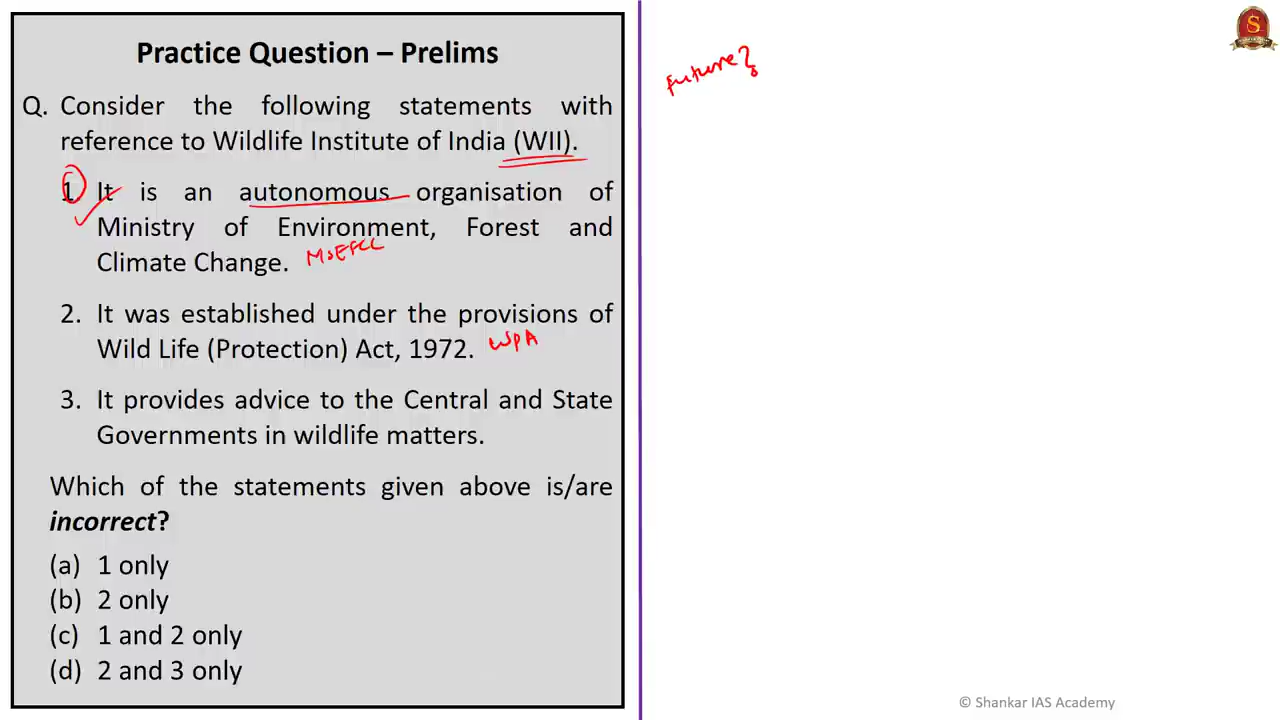 Practice Question – Prelims
Q. Consider the following statements with
reference to Wildlife Institute of India (WII).
1. It is an autonomous organisation of
Ministry of Environment, Forest and
Climate Change. MoEFCC
2. It was established under the provisions of
Wild Life (Protection) Act, 1972. WPA
3. It provides advice to the Central and State
Governments in wildlife matters.
Which of the statements given above is/are
incorrect?
(a) 1 only
(b) 2 only
(c) 1 and 2 only
(d) 2 and 3 only
Future?
S
© Shankar IAS Academy